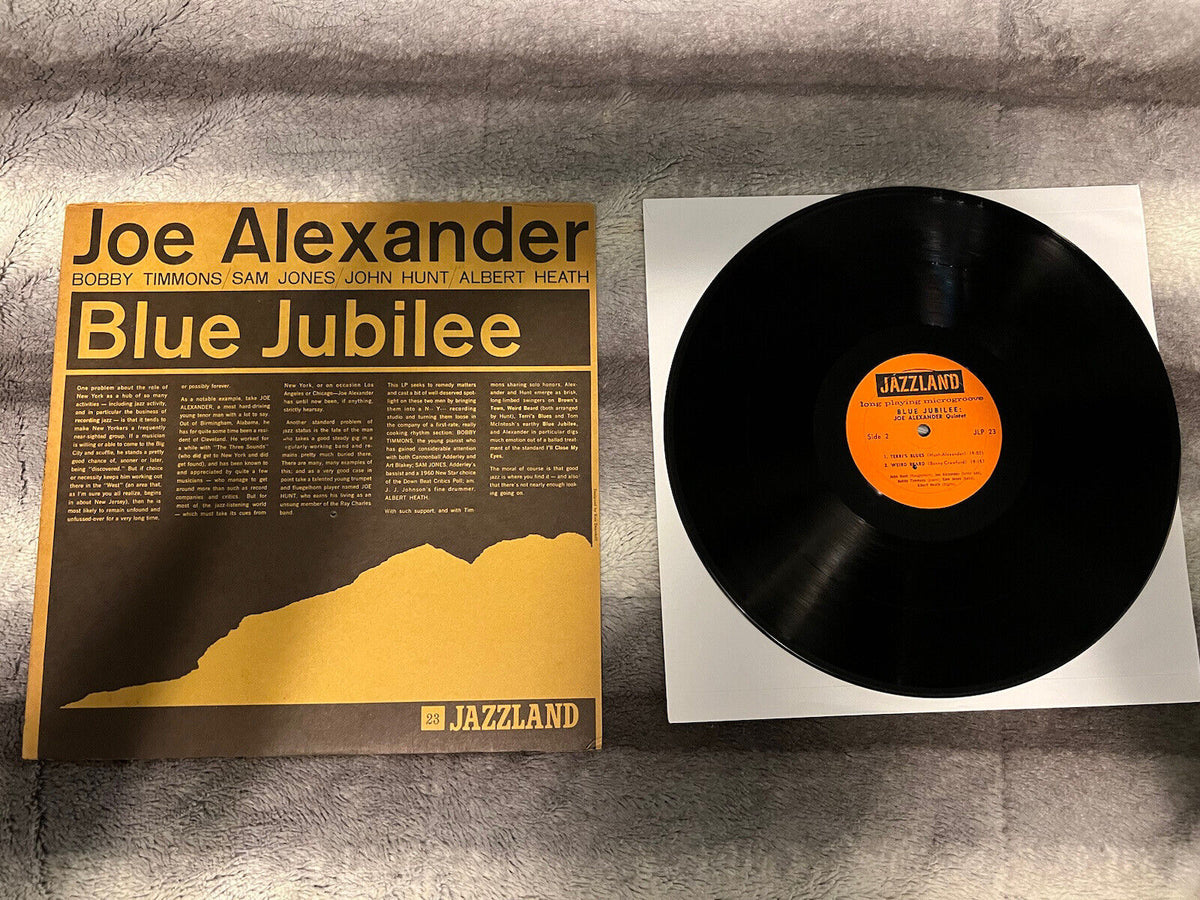 Joe Alexander
BOBBY TIMMONS/SAM JONES/JOHN HUNT/ALBERT HEATH
Blue Jubilee
One problem about the role of
New York as a hub of so many
activities — including jazz activity,
and in particular the business of
recording jazz — is that it tends to
make New Yorkers a frequently
near-sighted group. If a musician
is willing or able to come to the Big
City and scuffle, he stands a pretty
good chance of, sooner or later,
being "discovered." But if choice
or necessity keeps him working out
there in the "West" (an area that,
as I'm sure you all realize, begins
in about New Jersey), then he is
most likely to remain unfound and
unfussed-over for a very long time,
or possibly forever.
As a notable example, take JOE
ALEXANDER, a most hard-driving
young tenor man with a lot to say.
Out of Birmingham, Alabama, he
has for quite some time been a resi-
dent of Cleveland. He worked for
a while with "The Three Sounds"
(who did get to New York and did
get found), and has been known to
and appreciated by quite a few
musicians — who manage to get
around more than such as record
companies and critics. But for
most of the jazz-listening world
— which must take its cues from
New York, or on occasion Los
Angeles or Chicago—Joe Alexander
has until now been, if anything,
strictly hearsay.
Another standard problem of
jazz status is the fate of the man
who takes a good steady gig in a
regularly working band and re-
mains pretty much buried there.
There are many, many examples of
this; and as a very good case in
point take a talented young trumpet
and fluegelhorn player named JOE
HUNT, who earns his living as an
unsung member of the Ray Charles
band.
This LP seeks to remedy matters
and cast a bit of well deserved spot-
light on these two men by bringing
them into a N-- Y--- recording
studio and turning them loose in
the company of a first-rate, really
cooking rhythm section: BOBBY
TIMMONS, the young pianist who
has gained considerable attention
with both Cannonball Adderley and
Art Blakey; SAM JONES, Adderley's
bassist and a 1960 New Star choice
of the Down Beat Critics Poll; and
J. J. Johnson's fine drummer,
ALBERT HEATH.
With such support, and with Tim-
mons sharing solo honors, Alex-
ander and Hunt emerge as brisk,
long limbed swingers on Brown's
Town, Weird Beard (both arranged
by Hunt), Terri's Blues and Tom
McIntosh's earthy Blue Jubilee,
and Alexander in particular digs
much emotion out of a ballad treat-
ment of the standard I'll Close My
Eyes.
The moral of course is that good
jazz is where you find it — and also
that there's not nearly enough look-
ing going on.
23 JAZZLAND
JAZZLAND
long playing microgroove
BLUE JUBILEE:
JOE ALEXANDER Quintet
Side 2
JLP 23
1. TERRI'S BLUES (Hunt-Alexander)
2. WEIRD BEARD (Benny Crawford)